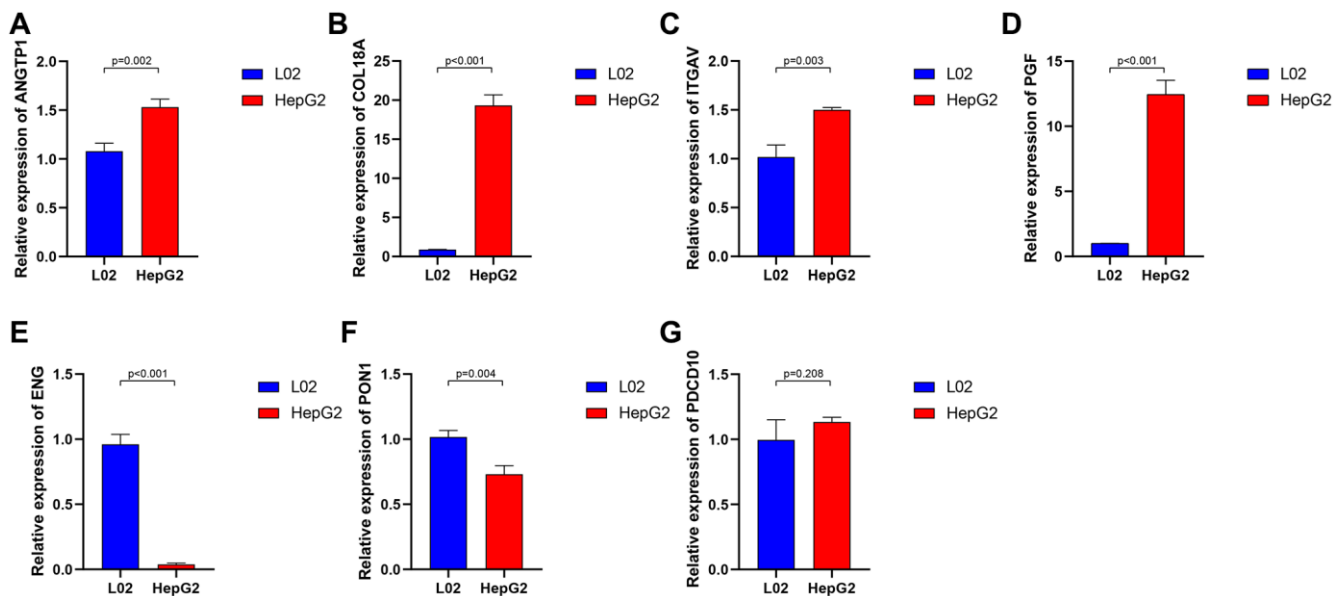 A
Relative expression of ANGTP1
2.0
1.5
1.0
0.5
0.0
p=0.002
L02
HepG2
L02 HepG2
B
Relative expression of COL18A
25
20
15
10
5
0
p<0.001
L02
HepG2
L02 HepG2
C
Relative expression of ITGAV
2.0
1.5
1.0
0.5
0.0
p=0.003
L02
HepG2
L02 HepG2
D
Relative expression of PGF
15
10
5
0
p<0.001
L02
HepG2
L02 HepG2
E
Relative expression of ENG
1.5
1.0
0.5
0.0
p<0.001
L02
HepG2
L02 HepG2
F
Relative expression of PON1
1.5
1.0
0.5
0.0
p=0.004
L02
HepG2
L02 HepG2
G
Relative expression of PDCD10
1.5
1.0
0.5
0.0
p=0.208
L02
HepG2
L02 HepG2